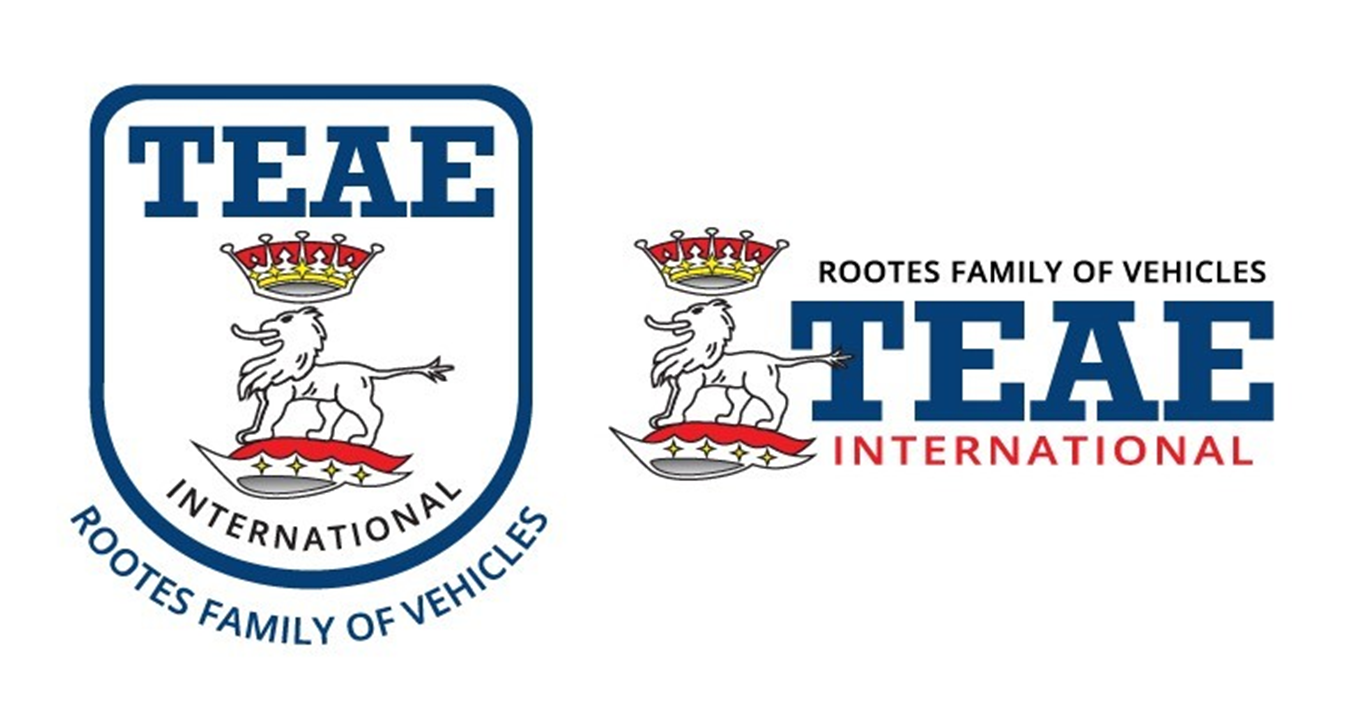 TEAE
INTERNATIONAL
ROOTES FAMILY OF VEHICLES
ROOTES FAMILY OF VEHICLES
TEAE
INTERNATIONAL